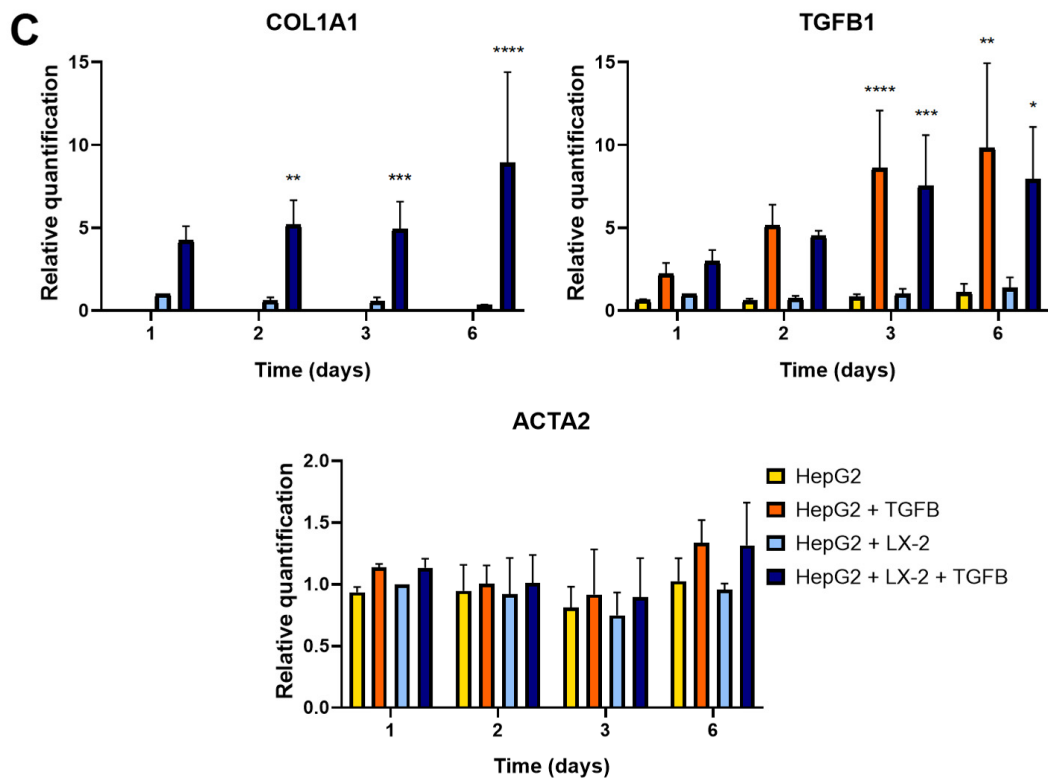 C
COL1A1
Relative quantification
15
10
5
0
**
***
****
1 2 3 6
Time (days)
TGFB1
Relative quantification
15
10
5
0
****
***
**
*
1 2 3 6
Time (days)
ACTA2
Relative quantification
2.0
1.5
1.0
0.5
0.0
1 2 3 6
Time (days)
HepG2
HepG2 + TGFB
HepG2 + LX-2
HepG2 + LX-2 + TGFB